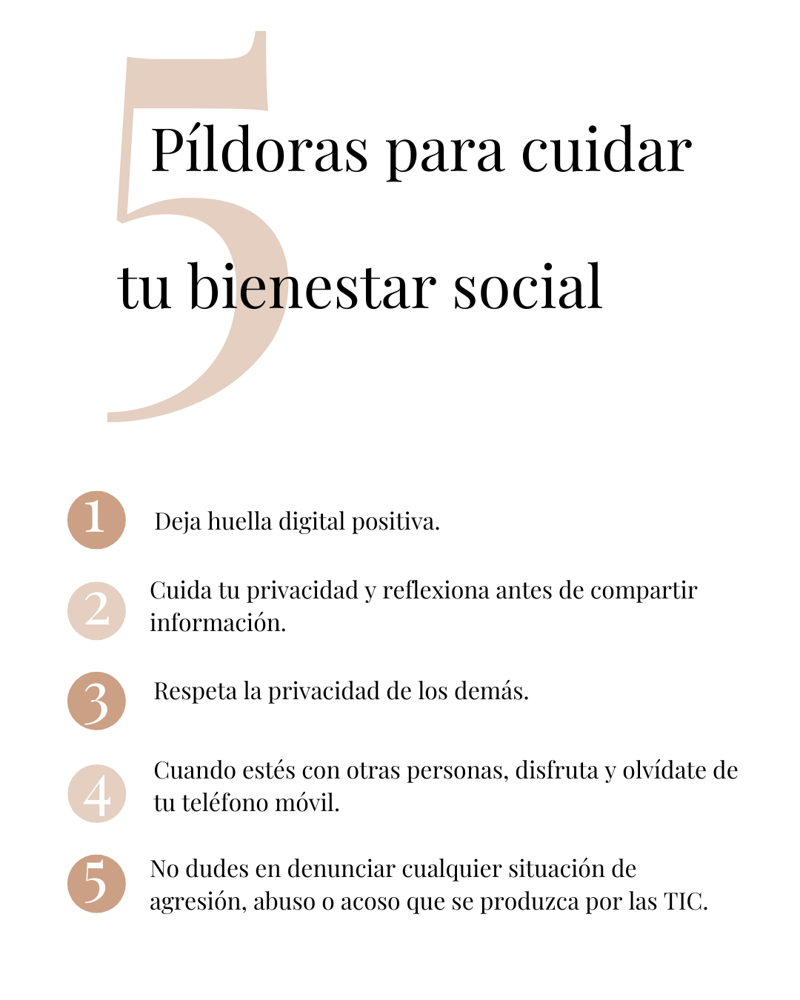 5
Píldoras para cuidar
tu bienestar social
1
Deja huella digital positiva.
2
Cuida tu privacidad y reflexiona antes de compartir
información.
3
Respeta la privacidad de los demás.
4
Cuando estés con otras personas, disfruta y olvídate de
tu teléfono móvil.
5
No dudes en denunciar cualquier situación de
agresión, abuso o acoso que se produzca por las TIC.